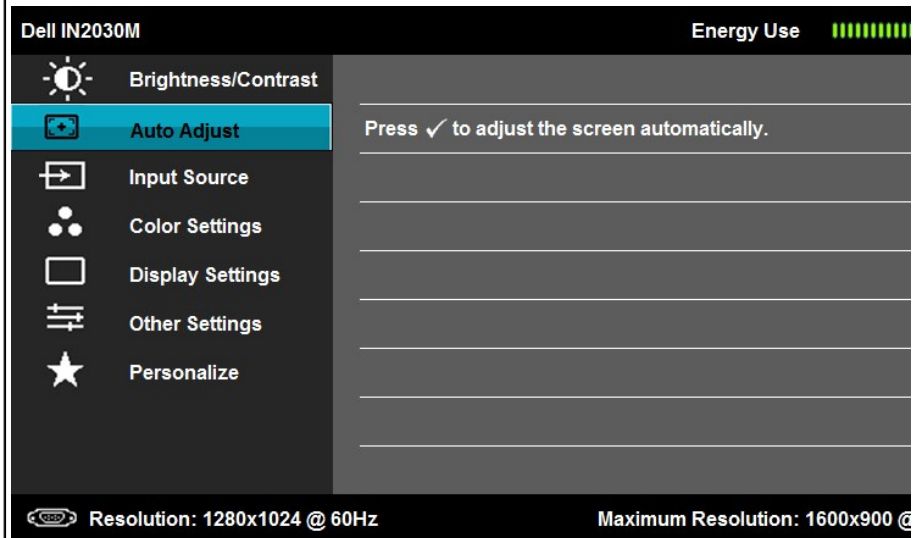 Dell IN2030M Energy Use
Brightness/Contrast
Auto Adjust Press ✓ to adjust the screen automatically.
Input Source
Color Settings
Display Settings
Other Settings
Personalize
Resolution: 1280x1024 @ 60Hz Maximum Resolution: 1600x900 @